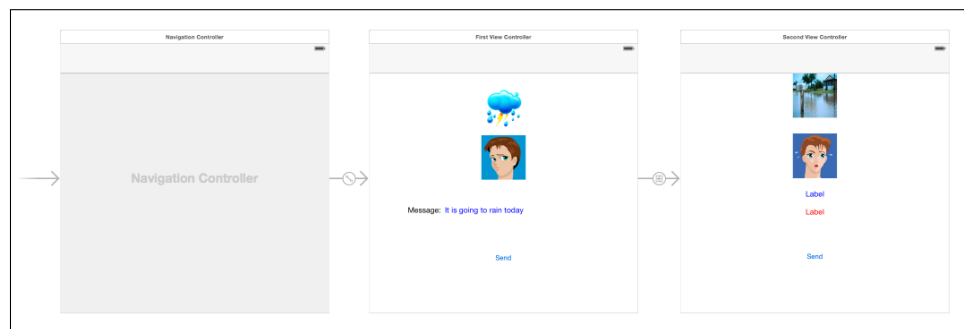 Navigation Controller
Navigation Controller
First View Controller
Message: It is going to rain today
Send
Second View Controller
Label
Label
Send